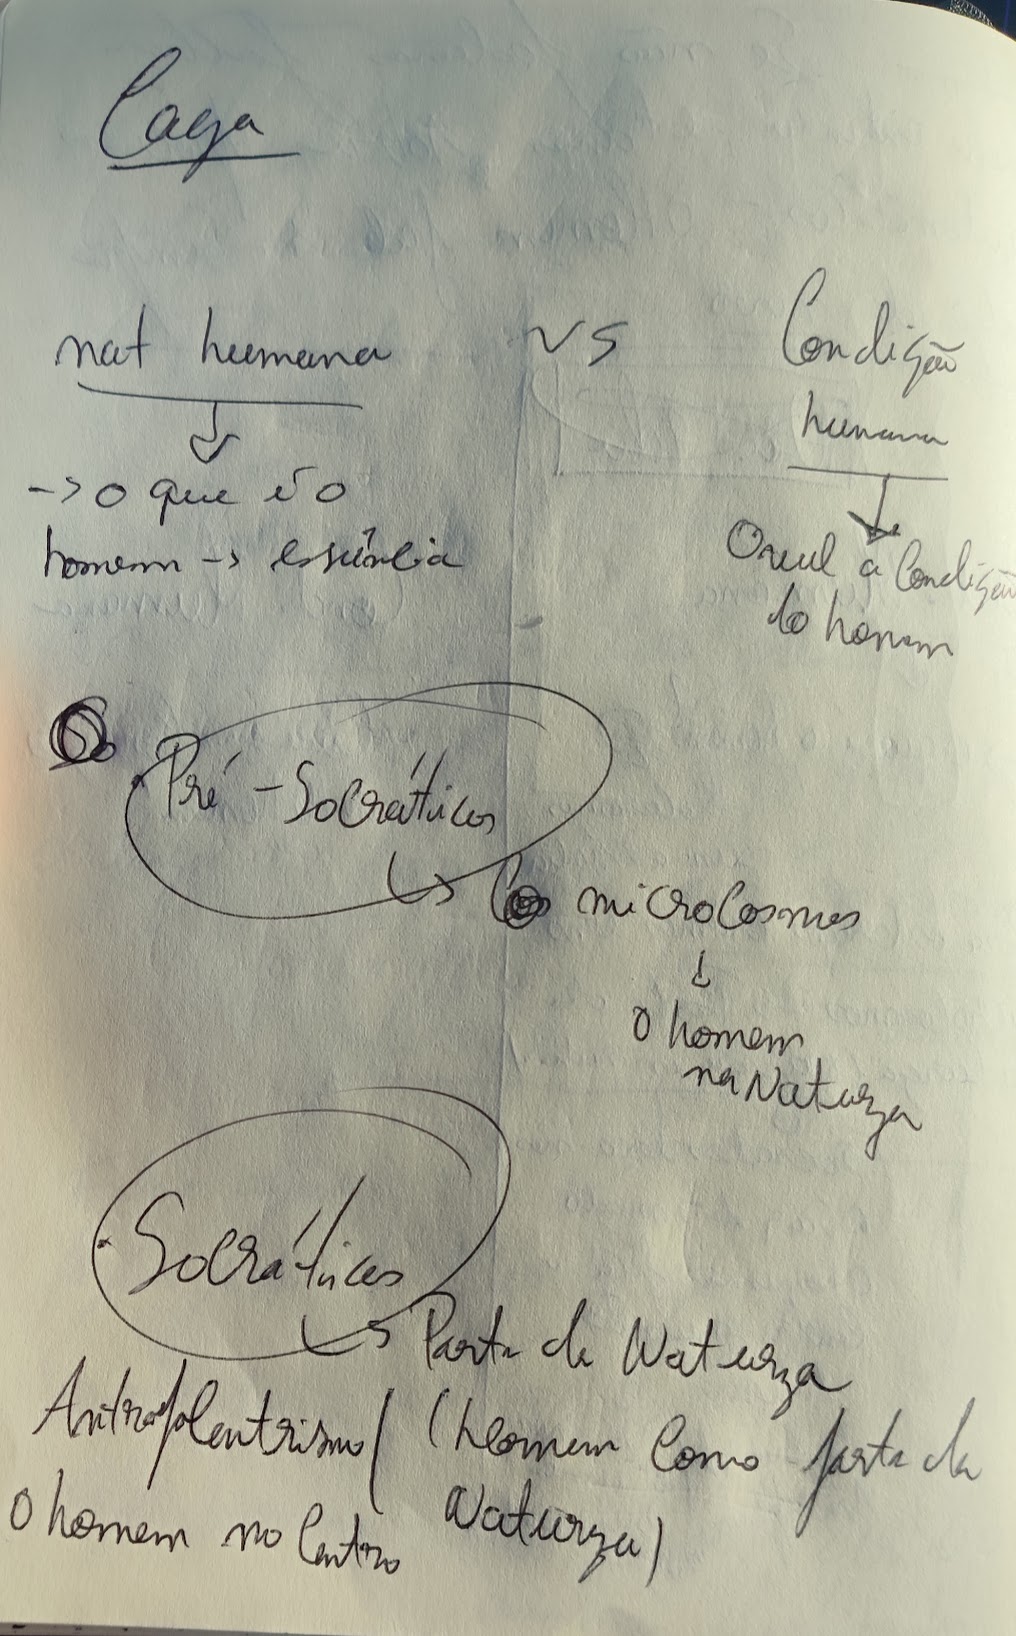 nat humana vs Condição
humana
-> o que é o
homem -> essência
Qual a Condição
do homem
Pré-Socráticos
microcosmos
O homem
na Natureza
Socráticos
Parte da Natureza
Antropocentrismo/ (homem como parte da
Natureza)
O homem no Centro